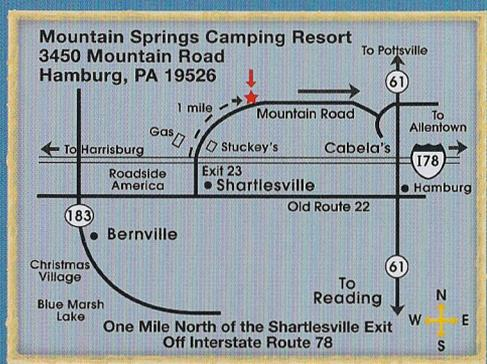 Mountain Springs Camping Resort
3450 Mountain Road
Hamburg, PA 19526
To Pottsville
61
1 mile
Mountain Road
Gas
Stuckey's
Cabela's
To
Allentown
To Harrisburg
I78
Roadside
America
Exit 23
Shartlesville
Hamburg
Old Route 22
183
Bernville
Christmas
Village
Blue Marsh
Lake
61
To
Reading
N
W E
S
One Mile North of the Shartlesville Exit
Off Interstate Route 78